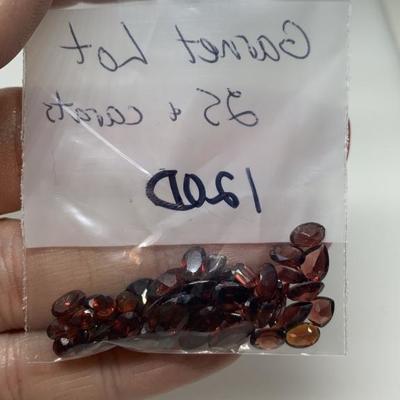 Garnet Lot
25 + carats
120D